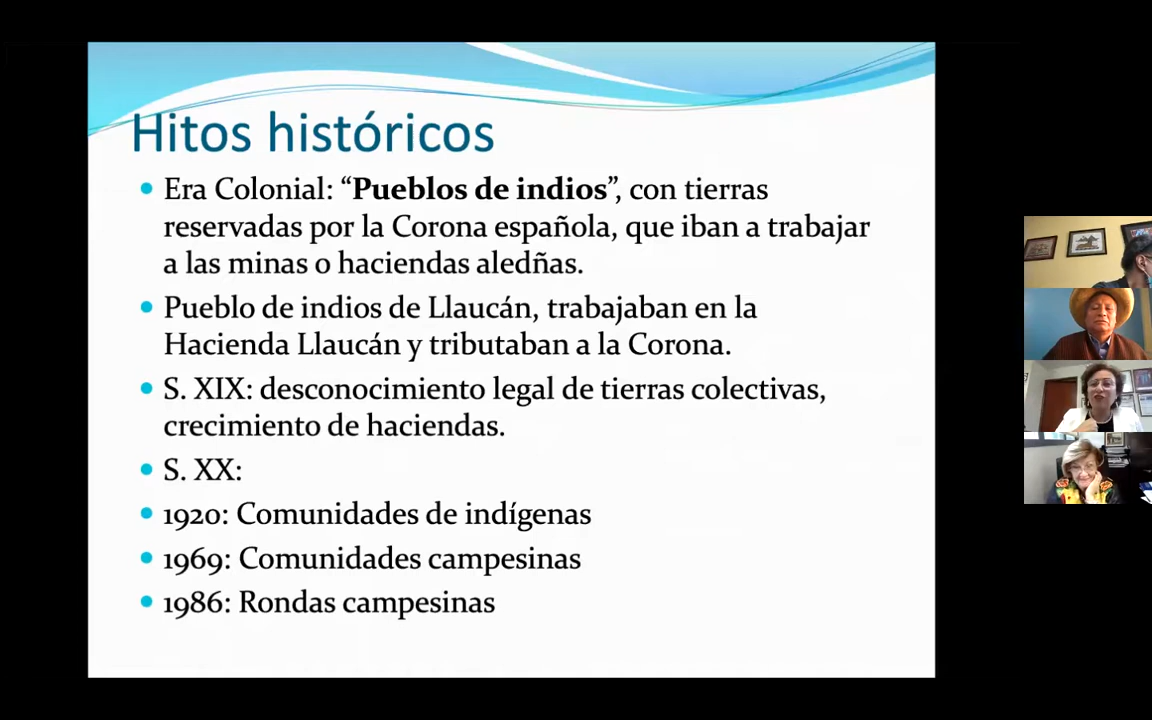 Hitos históricos
Era Colonial: “Pueblos de indios”, con tierras
reservadas por la Corona española, que iban a trabajar
a las minas o haciendas aledñas.
Pueblo de indios de Llaucán, trabajaban en la
Hacienda Llaucán y tributaban a la Corona.
S. XIX: desconocimiento legal de tierras colectivas,
crecimiento de haciendas.
S. XX:
1920: Comunidades de indígenas
1969: Comunidades campesinas
1986: Rondas campesinas